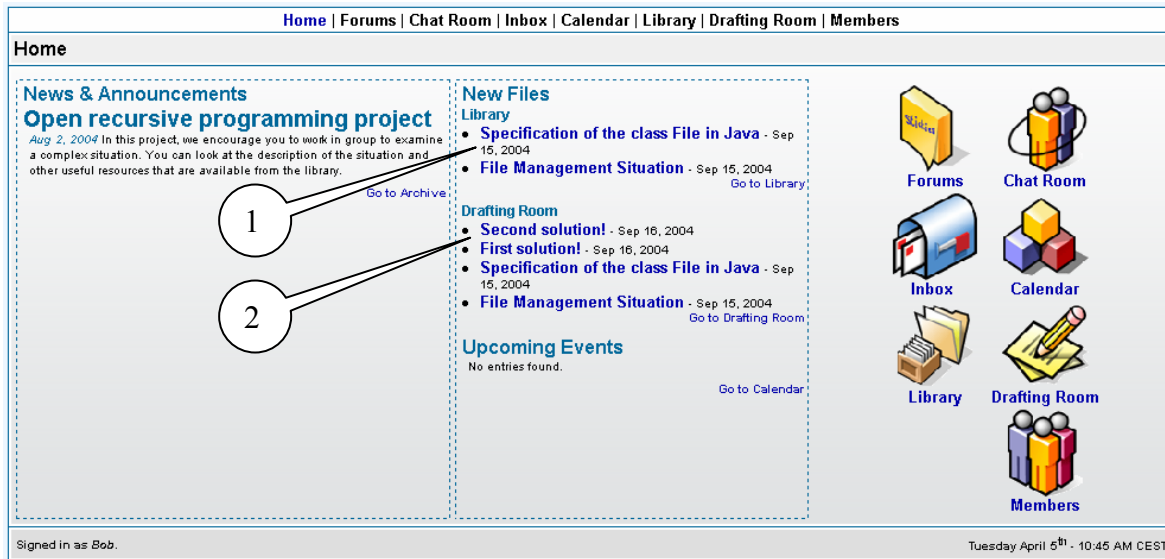 Home | Forums | Chat Room | Inbox | Calendar | Library | Drafting Room | Members
Home
News & Announcements
Open recursive programming project
Aug 2, 2004 In this project, we encourage you to work in group to examine
a complex situation. You can look at the description of the situation and
other useful resources that are available from the library.
Go to Archive
1
2
New Files
Library
• Specification of the class File in Java - Sep
15, 2004
• File Management Situation - Sep 15, 2004
Go to Library
Drafting Room
• Second solution! - Sep 16, 2004
• First solution! - Sep 16, 2004
• Specification of the class File in Java - Sep
15, 2004
• File Management Situation - Sep 15, 2004
Go to Drafting Room
Upcoming Events
No entries found.
Go to Calendar
Stickies
Forums
Chat Room
Inbox
Calendar
Library
Drafting Room
Members
Signed in as Bob.
Tuesday April 5th - 10:45 AM CEST